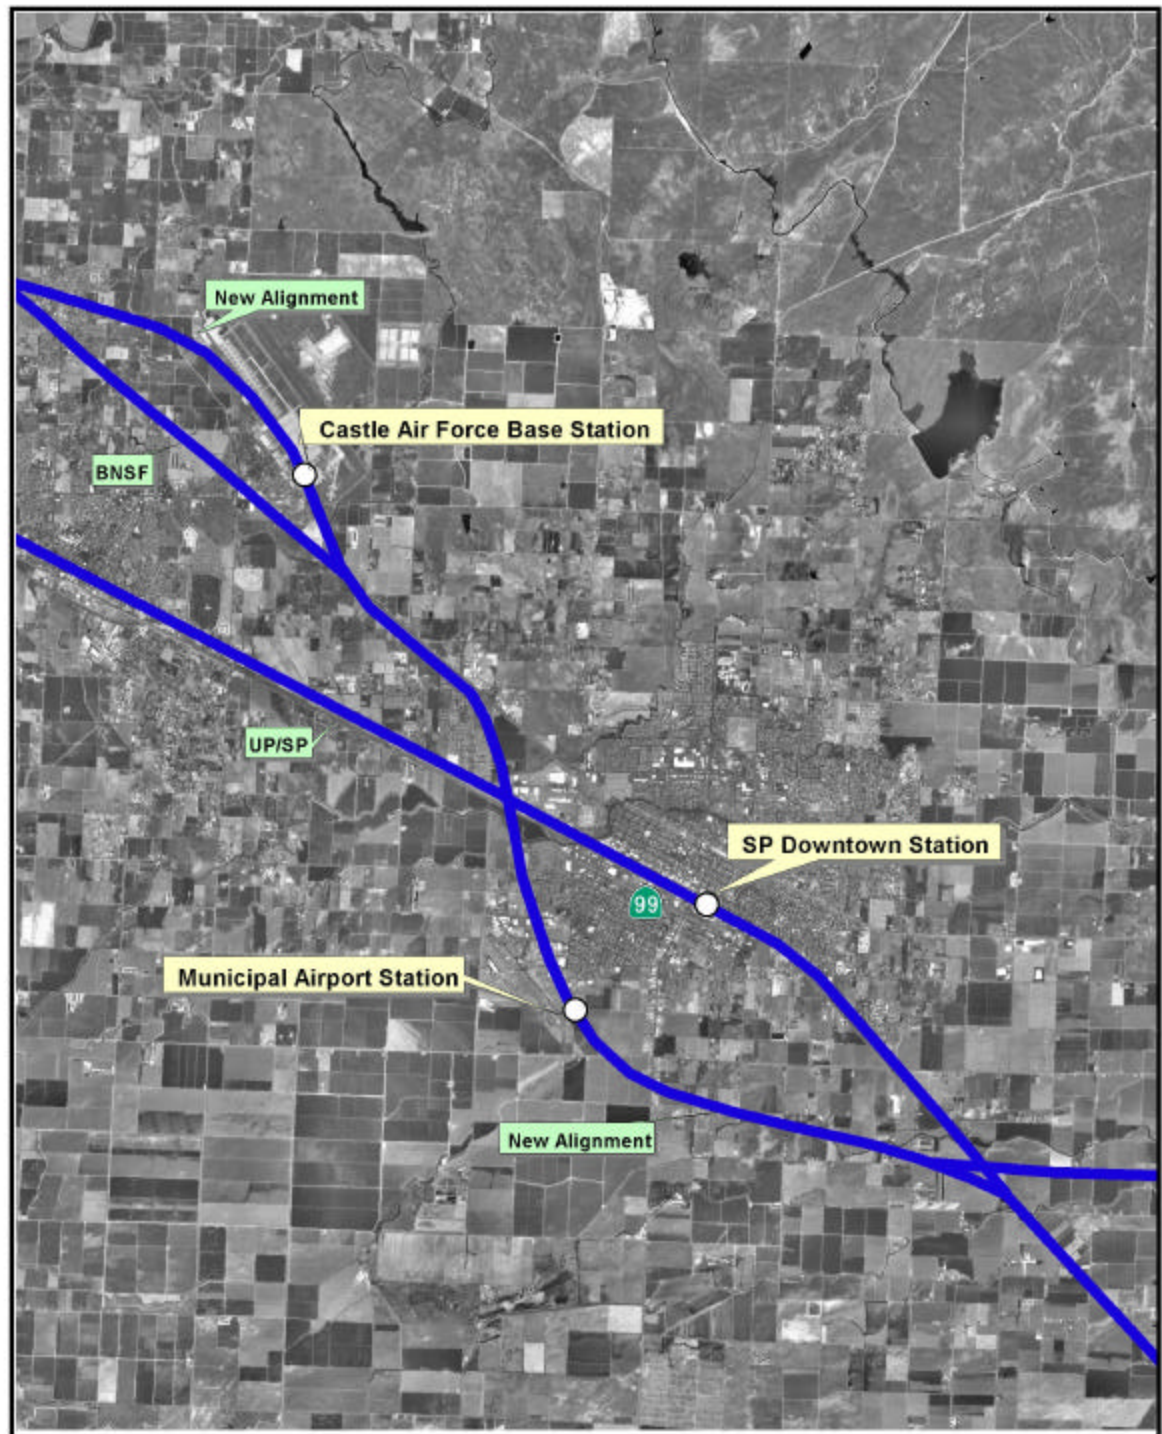 New Alignment
Castle Air Force Base Station
BNSF
UP/SP
SP Downtown Station
99
Municipal Airport Station
New Alignment